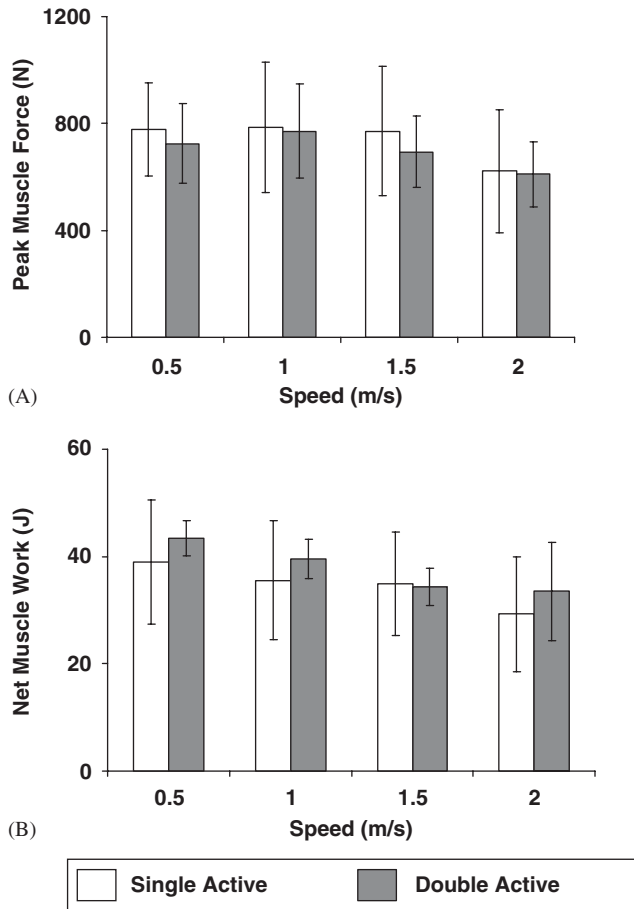 1200
800
400
0
Peak Muscle Force (N)
0.5 1 1.5 2
Speed (m/s)
(A)
60
40
20
0
Net Muscle Work (J)
0.5 1 1.5 2
Speed (m/s)
(B)
Single Active Double Active